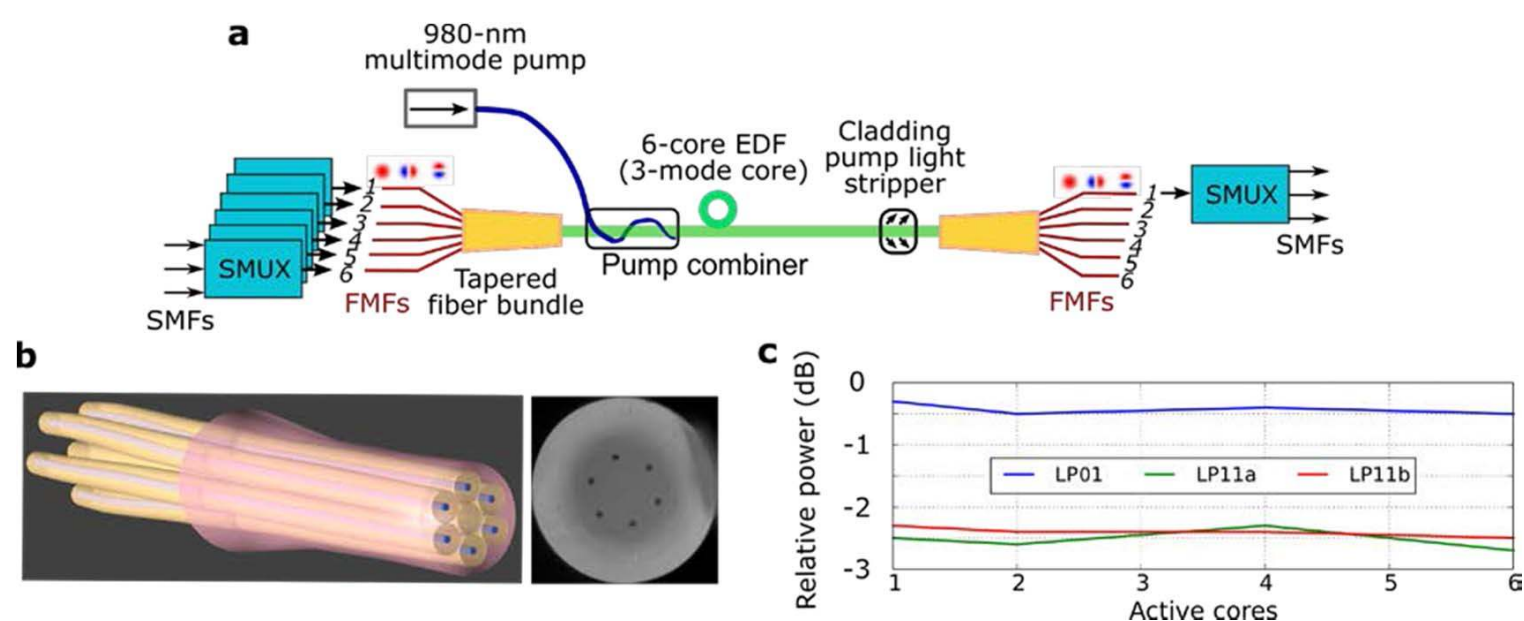 a
980-nm
multimode pump
6-core EDF
(3-mode core)
Cladding
pump light
stripper
1
2
3
4
5
6
SMUX
SMFs
FMFs
Tapered
fiber bundle
Pump combiner
1
2
3
4
5
6
FMFs
SMUX
SMFs
b
c
Relative power (dB)
0
-1
-2
-3
LP01 LP11a LP11b
1 2 3 4 5 6
Active cores